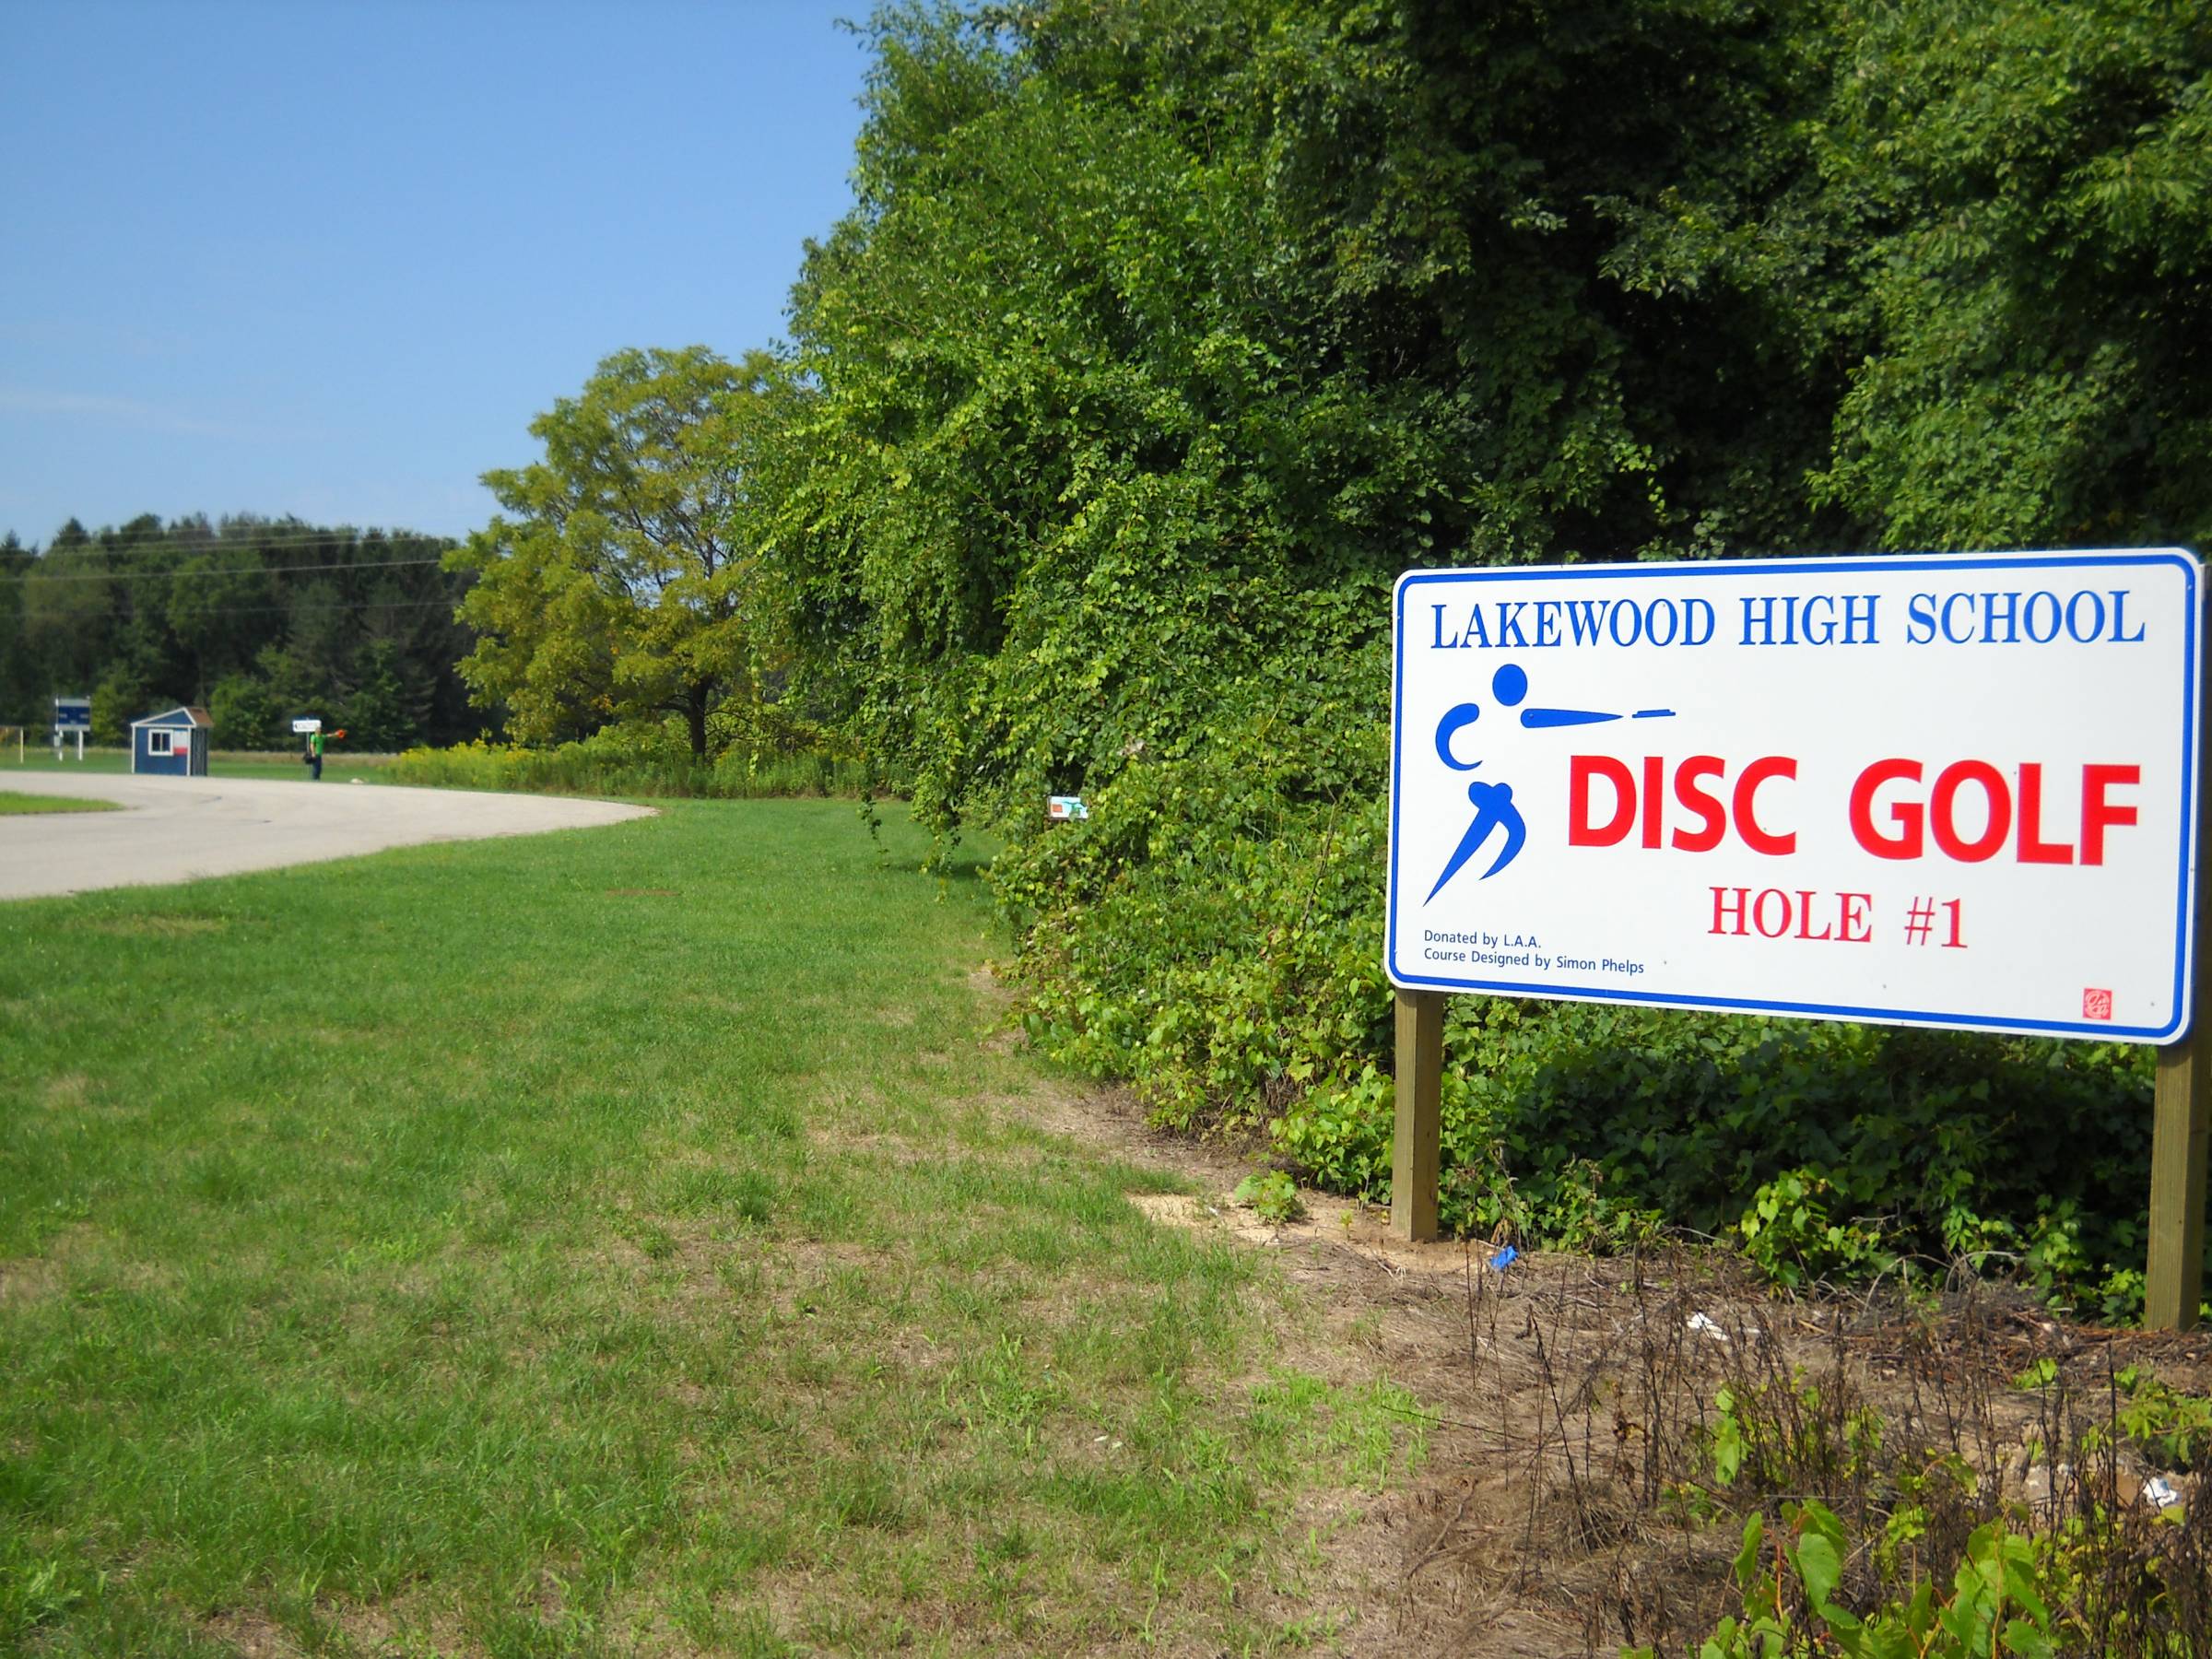 LAKEWOOD HIGH SCHOOL
DISC GOLF
HOLE #1
Donated by L.A.A.
Course Designed by Simon Phelps